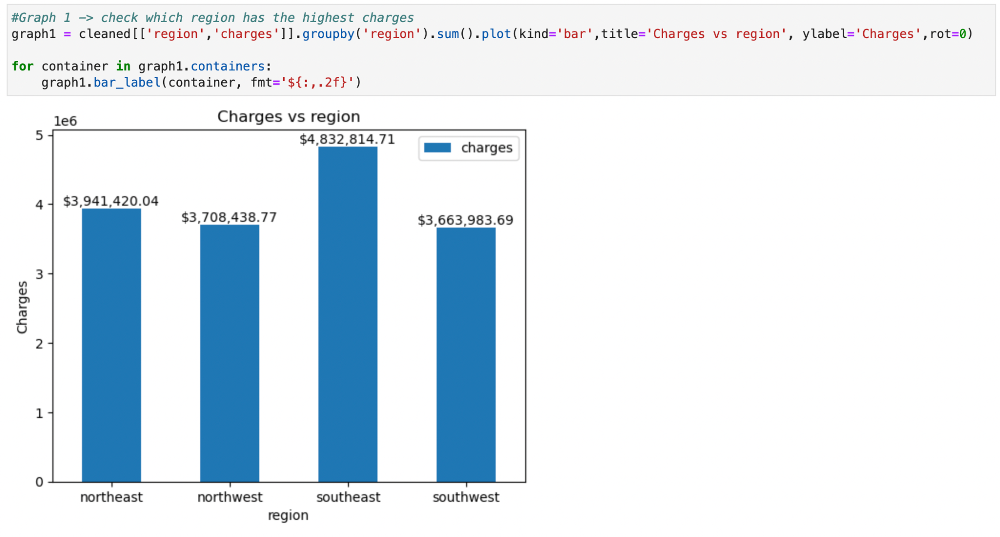 #Graph 1 -> check which region has the highest charges
graph1 = cleaned[['region','charges']].groupby('region').sum().plot(kind='bar',title='Charges vs region', ylabel='Charges',rot=0)
for container in graph1.containers:
    graph1.bar_label(container, fmt='${:,.2f}')
Charges vs region
1e6
5
4
3
2
1
0
Charges
$3,941,420.04
$3,708,438.77
$4,832,814.71
$3,663,983.69
charges
northeast
northwest
southeast
southwest
region